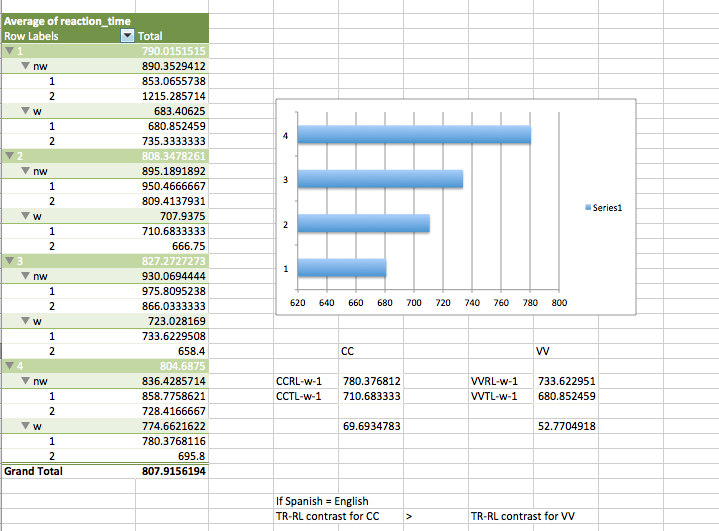 Average of reaction_time
Row Labels Total
1 790.0151515
nw 890.3529412
1 853.0655738
2 1215.285714
w 683.40625
1 680.852459
2 735.3333333
2 808.3478261
nw 895.1891892
1 950.4666667
2 809.4137931
w 707.9375
1 710.6833333
2 666.75
3 827.2727273
nw 930.0694444
1 975.8095238
2 866.0333333
w 723.028169
1 733.6229508
2 658.4
4 804.6875
nw 836.4285714
1 858.7758621
2 728.4166667
w 774.6621622
1 780.3768116
2 695.8
Grand Total 807.9156194
4
3
2
1
620 640 660 680 700 720 740 760 780 800
Series1
CC VV
CCRL-w-1 780.376812 VVRL-w-1 733.622951
CCTL-w-1 710.683333 VVTL-w-1 680.852459
69.6934783 52.7704918
If Spanish = English
TR-RL contrast for CC > TR-RL contrast for VV